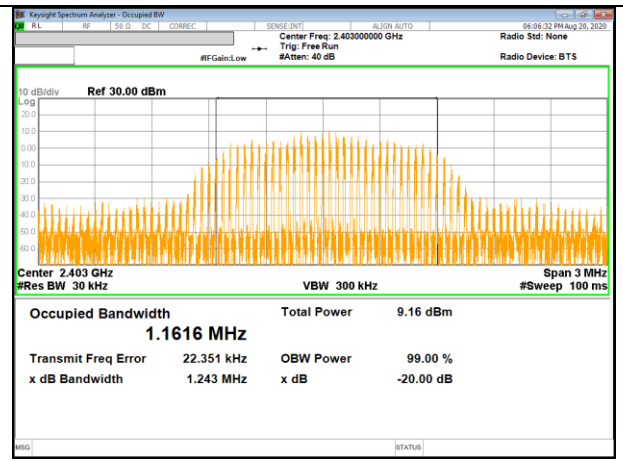 Keysight Spectrum Analyzer - Occupied BW
RL RF 50 Ω DC CORREC SENSE:INT ALIGN AUTO 06:06:32 PM Aug 20, 2020
Center Freq: 2.403000000 GHz Radio Std: None
Trig: Free Run
#IFGain:Low #Atten: 40 dB Radio Device: BTS
10 dB/div Ref 30.00 dBm
Log
20.0
10.0
0.00
-10.0
-20.0
-30.0
-40.0
-50.0
-60.0
Center 2.403 GHz Span 3 MHz
#Res BW 30 kHz VBW 300 kHz #Sweep 100 ms
Occupied Bandwidth Total Power 9.16 dBm
1.1616 MHz
Transmit Freq Error 22.351 kHz OBW Power 99.00 %
x dB Bandwidth 1.243 MHz x dB -20.00 dB
MSG STATUS